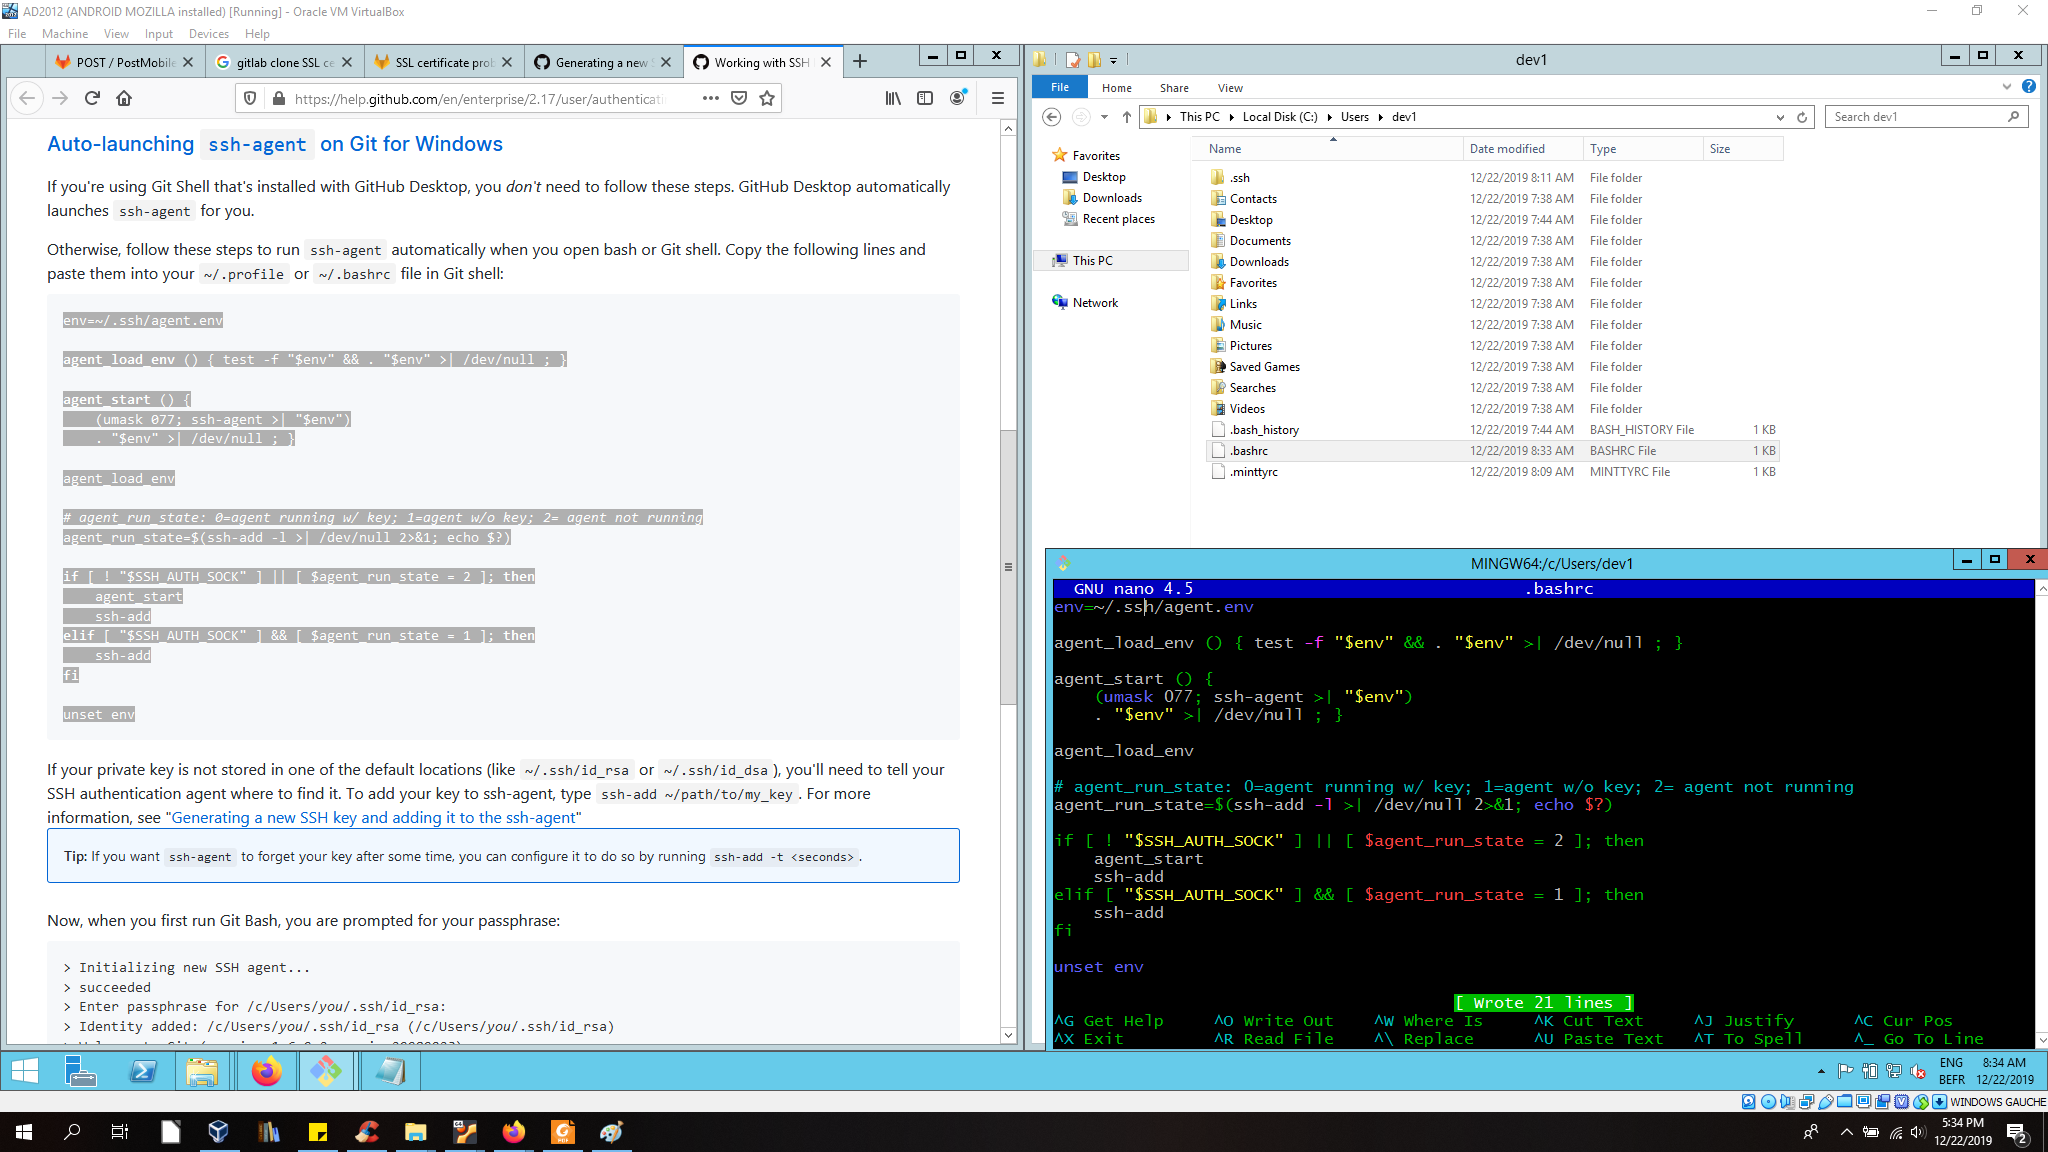 AD2012 (ANDROID MOZILLA installed) [Running] - Oracle VM VirtualBox
File Machine View Input Devices Help
POST / PostMobile
gitlab clone SSL ce
SSL certificate prob
Generating a new S
Working with SSH
https://help.github.com/en/enterprise/2.17/user/authenticati
Auto-launching ssh-agent on Git for Windows
If you're using Git Shell that's installed with GitHub Desktop, you don't need to follow these steps. GitHub Desktop automatically
launches ssh-agent for you.
Otherwise, follow these steps to run ssh-agent automatically when you open bash or Git shell. Copy the following lines and
paste them into your ~/.profile or ~/.bashrc file in Git shell:
env=~/.ssh/agent.env
agent_load_env () { test -f "$env" && . "$env" >| /dev/null ; }
agent_start () {
(umask 077; ssh-agent >| "$env")
. "$env" >| /dev/null ; }
agent_load_env
# agent_run_state: 0=agent running w/ key; 1=agent w/o key; 2= agent not running
agent_run_state=$(ssh-add -l >| /dev/null 2>&1; echo $?)
if [ ! "$SSH_AUTH_SOCK" ] || [ $agent_run_state = 2 ]; then
agent_start
ssh-add
elif [ "$SSH_AUTH_SOCK" ] && [ $agent_run_state = 1 ]; then
ssh-add
fi
unset env
If your private key is not stored in one of the default locations (like ~/.ssh/id_rsa or ~/.ssh/id_dsa), you'll need to tell your
SSH authentication agent where to find it. To add your key to ssh-agent, type ssh-add ~/path/to/my_key. For more
information, see "Generating a new SSH key and adding it to the ssh-agent"
Tip: If you want ssh-agent to forget your key after some time, you can configure it to do so by running ssh-add -t <seconds>.
Now, when you first run Git Bash, you are prompted for your passphrase:
> Initializing new SSH agent...
> succeeded
> Enter passphrase for /c/Users/you/.ssh/id_rsa:
> Identity added: /c/Users/you/.ssh/id_rsa (/c/Users/you/.ssh/id_rsa)
dev1
File Home Share View
This PC Local Disk (C:) Users dev1
Search dev1
Favorites
Desktop
Downloads
Recent places
This PC
Network
Name Date modified Type Size
.ssh 12/22/2019 8:11 AM File folder
Contacts 12/22/2019 7:38 AM File folder
Desktop 12/22/2019 7:44 AM File folder
Documents 12/22/2019 7:38 AM File folder
Downloads 12/22/2019 7:38 AM File folder
Favorites 12/22/2019 7:38 AM File folder
Links 12/22/2019 7:38 AM File folder
Music 12/22/2019 7:38 AM File folder
Pictures 12/22/2019 7:38 AM File folder
Saved Games 12/22/2019 7:38 AM File folder
Searches 12/22/2019 7:38 AM File folder
Videos 12/22/2019 7:38 AM File folder
.bash_history 12/22/2019 7:44 AM BASH_HISTORY File 1 KB
.bashrc 12/22/2019 8:33 AM BASHRC File 1 KB
.minttyrc 12/22/2019 8:09 AM MINTTYRC File 1 KB
MINGW64:/c/Users/dev1
GNU nano 4.5 .bashrc
env=~/.ssh/agent.env
agent_load_env () { test -f "$env" && . "$env" >| /dev/null ; }
agent_start () {
(umask 077; ssh-agent >| "$env")
. "$env" >| /dev/null ; }
agent_load_env
# agent_run_state: 0=agent running w/ key; 1=agent w/o key; 2= agent not running
agent_run_state=$(ssh-add -l >| /dev/null 2>&1; echo $?)
if [ ! "$SSH_AUTH_SOCK" ] || [ $agent_run_state = 2 ]; then
agent_start
ssh-add
elif [ "$SSH_AUTH_SOCK" ] && [ $agent_run_state = 1 ]; then
ssh-add
fi
unset env
[ Wrote 21 lines ]
^G Get Help ^O Write Out ^W Where Is ^K Cut Text ^J Justify ^C Cur Pos
^X Exit ^R Read File ^\ Replace ^U Paste Text ^T To Spell ^_ Go To Line
ENG 8:34 AM
BEFR 12/22/2019
WINDOWS GAUCHE
5:34 PM
12/22/2019
2